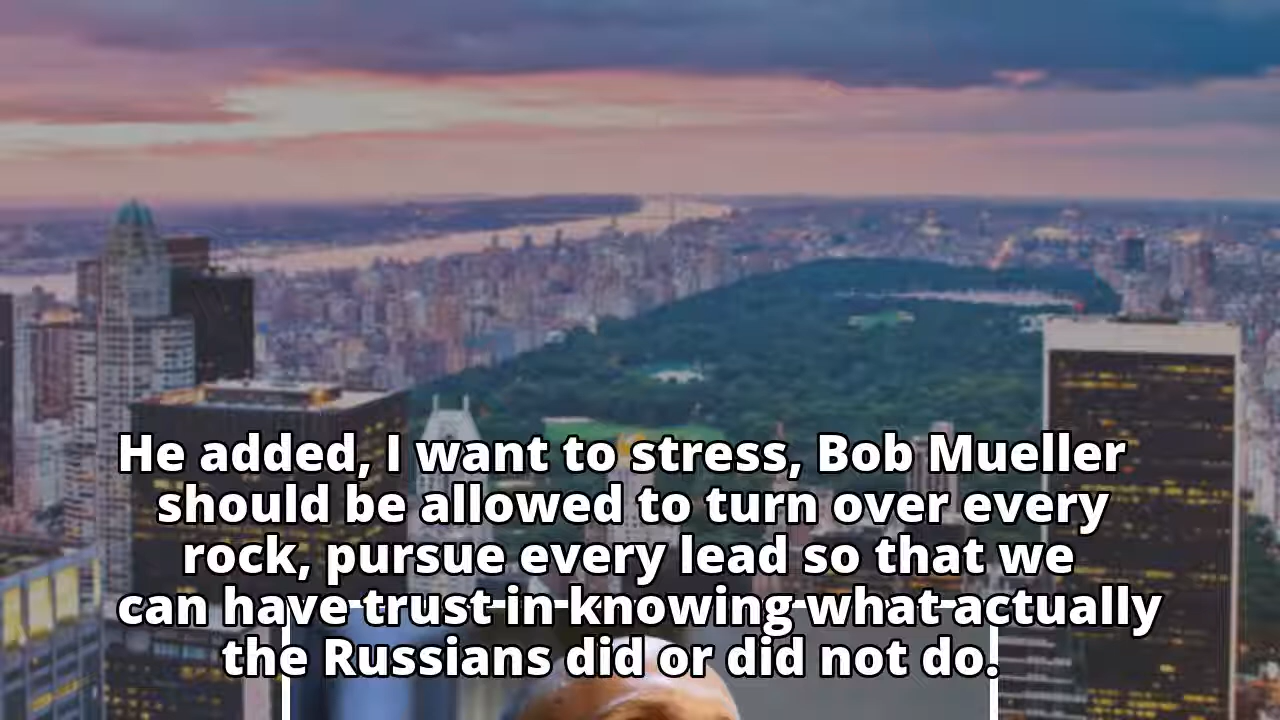 He added, I want to stress, Bob Mueller
should be allowed to turn over every
rock, pursue every lead so that we
can have trust in knowing what actually
the Russians did or did not do.